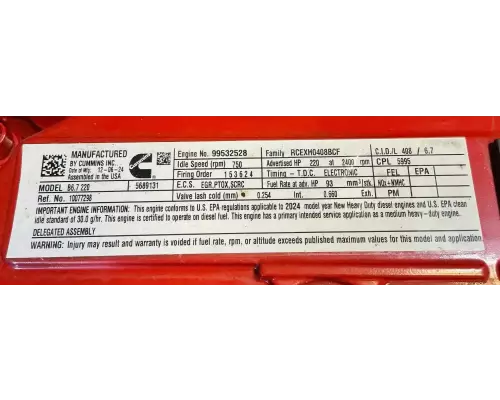 MANUFACTURED
BY CUMMINS INC.
Date of Mfg. 12-06-24
Assembled in the USA
MODEL B6.7 220 5689131
Ref. No. 10077298
Engine No. 99532528 Family RCEXH0408BCF C.I.D./L 408 / 6.7
Idle Speed (rpm) 750 Advertised HP 220 at 2400 rpm CPL 5995
Firing Order 153624 Timing - T.D.C. ELECTRONIC FEL EPA
E.C.S. EGR,PTOX,SCRC Fuel Rate at adv. HP 93 mm³/stk. NOx+NMHC
Valve lash cold (mm) 0.254 Int. 0.660 Ex. PM
IMPORTANT ENGINE INFORMATION: This engine conforms to U.S. EPA regulations applicable to 2024 model year New Heavy Duty diesel engines and U.S. EPA clean
idle standard of 30.0 g/hr. This engine is certified to operate on diesel fuel. This engine has a primary intended service application as a medium heavy-duty engine.
DELEGATED ASSEMBLY
WARNING: Injury may result and warranty is voided if fuel rate, rpm, or altitude exceeds published maximum values for this model and application.